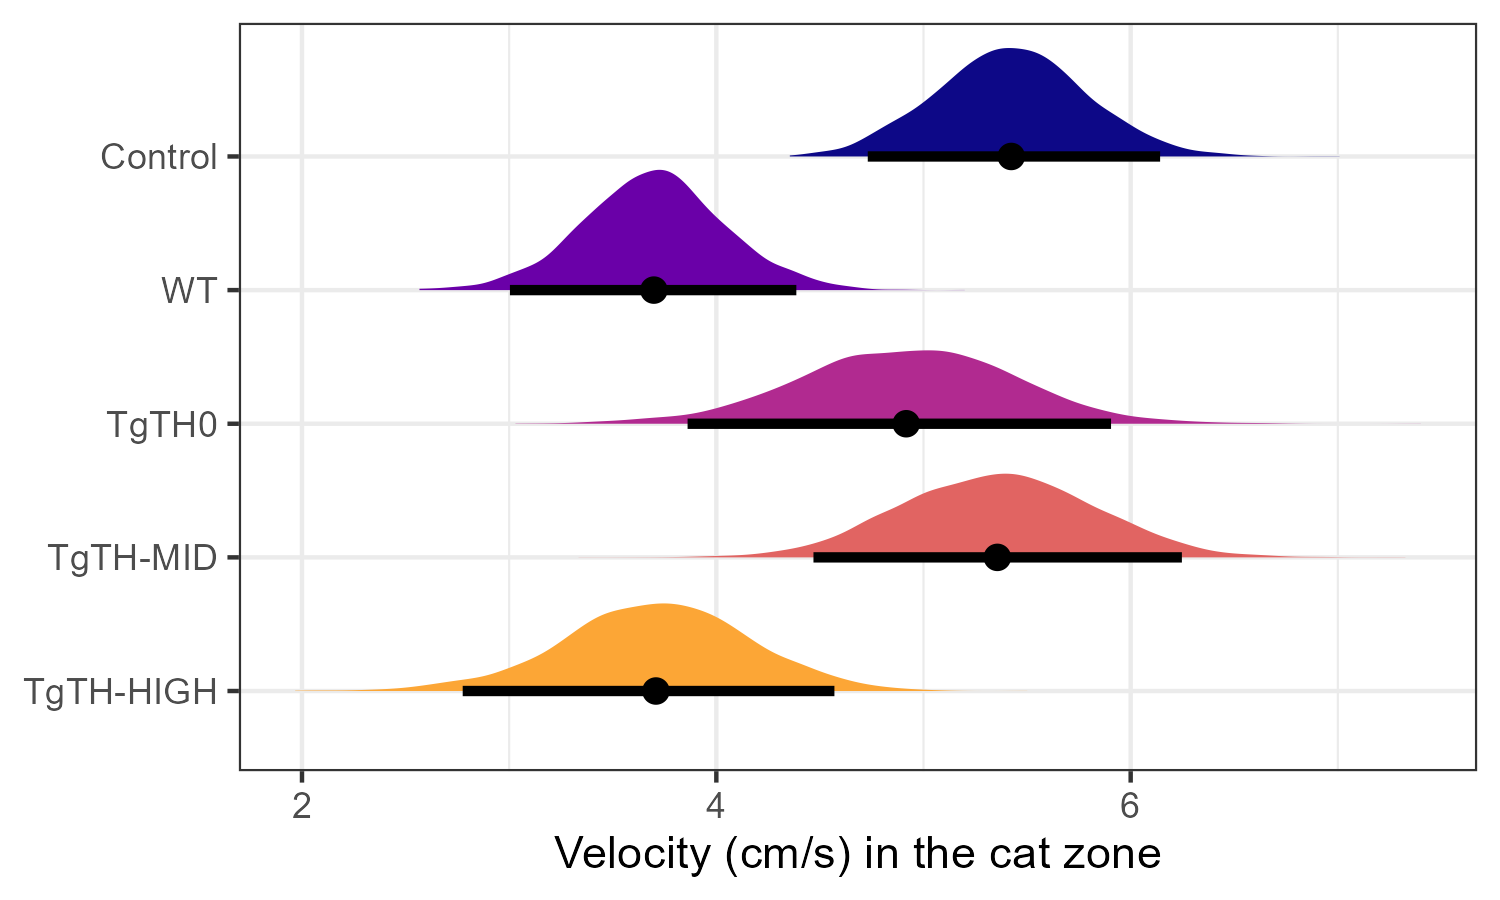 Control
WT
TgTH0
TgTH-MID
TgTH-HIGH
2 4 6
Velocity (cm/s) in the cat zone